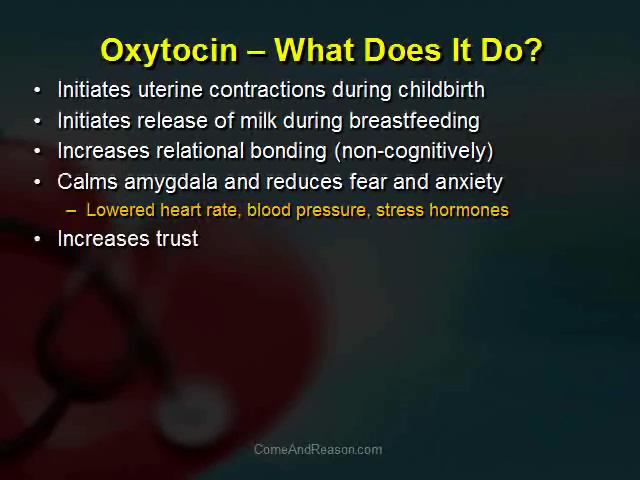 Oxytocin – What Does It Do?
• Initiates uterine contractions during childbirth
• Initiates release of milk during breastfeeding
• Increases relational bonding (non-cognitively)
• Calms amygdala and reduces fear and anxiety
– Lowered heart rate, blood pressure, stress hormones
• Increases trust
ComeAndReason.com